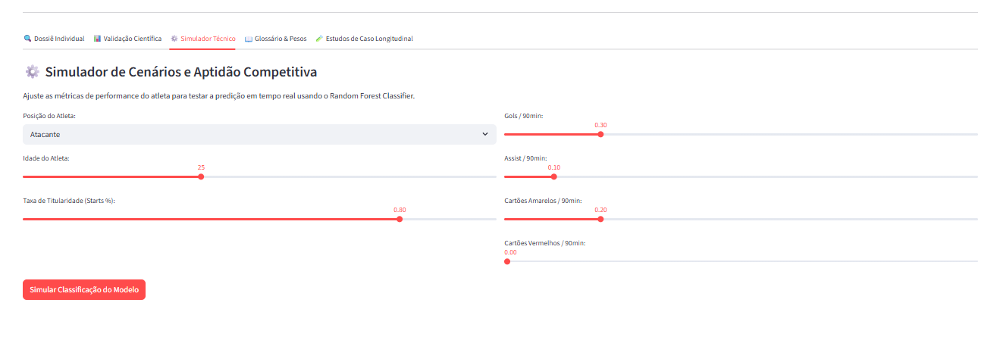 Dossiê Individual
Validação Científica
Simulador Técnico
Glossário & Pesos
Estudos de Caso Longitudinal
Simulador de Cenários e Aptidão Competitiva
Ajuste as métricas de performance do atleta para testar a predição em tempo real usando o Random Forest Classifier.
Posição do Atleta:
Atacante
Idade do Atleta:
25
Taxa de Titularidade (Starts %):
0.80
Gols / 90min:
0.30
Assist / 90min:
0.10
Cartões Amarelos / 90min:
0.20
Cartões Vermelhos / 90min:
0.00
Simular Classificação do Modelo